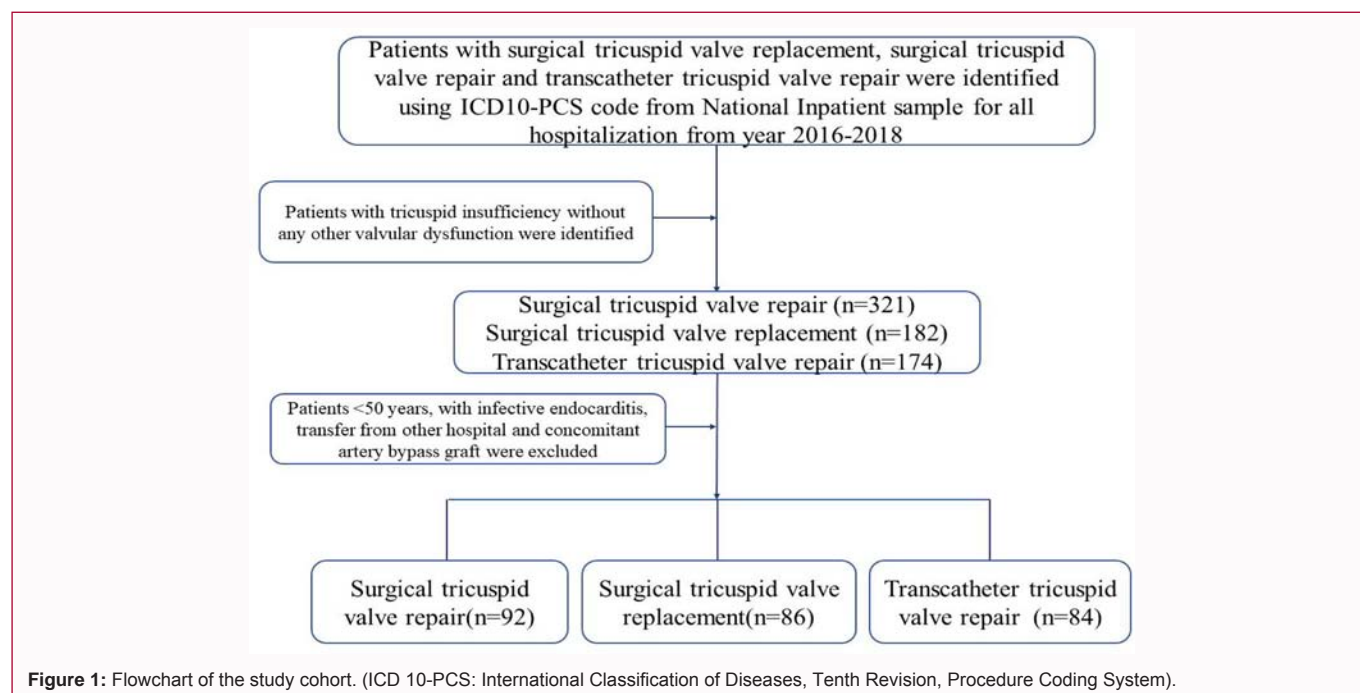 Patients with surgical tricuspid valve replacement, surgical tricuspid
valve repair and transcatheter tricuspid valve repair were identified
using ICD10-PCS code from National Inpatient sample for all
hospitalization from year 2016-2018
Patients with tricuspid insufficiency without
any other valvular dysfunction were identified
Surgical tricuspid valve repair (n=321)
Surgical tricuspid valve replacement (n=182)
Transcatheter tricuspid valve repair (n=174)
Patients <50 years, with infective endocarditis,
transfer from other hospital and concomitant
artery bypass graft were excluded
Surgical tricuspid
valve repair(n=92)
Surgical tricuspid valve
replacement(n=86)
Transcatheter tricuspid
valve repair (n=84)
Figure 1: Flowchart of the study cohort. (ICD 10-PCS: International Classification of Diseases, Tenth Revision, Procedure Coding System).